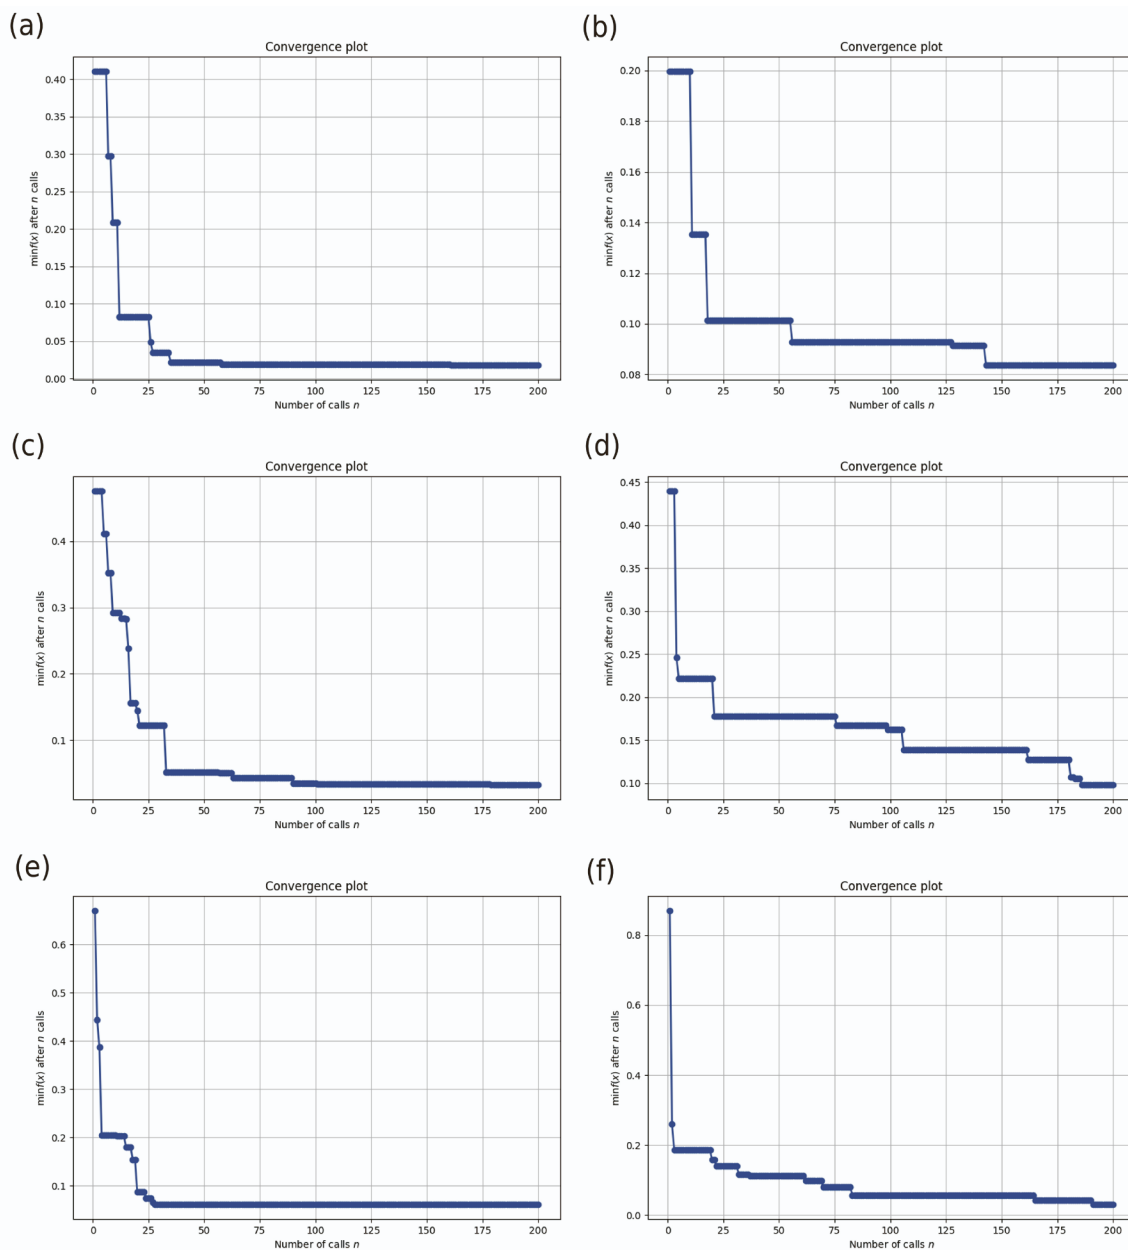 (a)
Convergence plot
0.40
0.35
0.30
0.25
0.20
0.15
0.10
0.05
0.00
min f(x) after n calls
0 25 50 75 100 125 150 175 200
Number of calls n
(b)
Convergence plot
0.20
0.18
0.16
0.14
0.12
0.10
0.08
min f(x) after n calls
0 25 50 75 100 125 150 175 200
Number of calls n
(c)
Convergence plot
0.4
0.3
0.2
0.1
min f(x) after n calls
0 25 50 75 100 125 150 175 200
Number of calls n
(d)
Convergence plot
0.45
0.40
0.35
0.30
0.25
0.20
0.15
0.10
min f(x) after n calls
0 25 50 75 100 125 150 175 200
Number of calls n
(e)
Convergence plot
0.6
0.5
0.4
0.3
0.2
0.1
min f(x) after n calls
0 25 50 75 100 125 150 175 200
Number of calls n
(f)
Convergence plot
0.8
0.6
0.4
0.2
0.0
min f(x) after n calls
0 25 50 75 100 125 150 175 200
Number of calls n